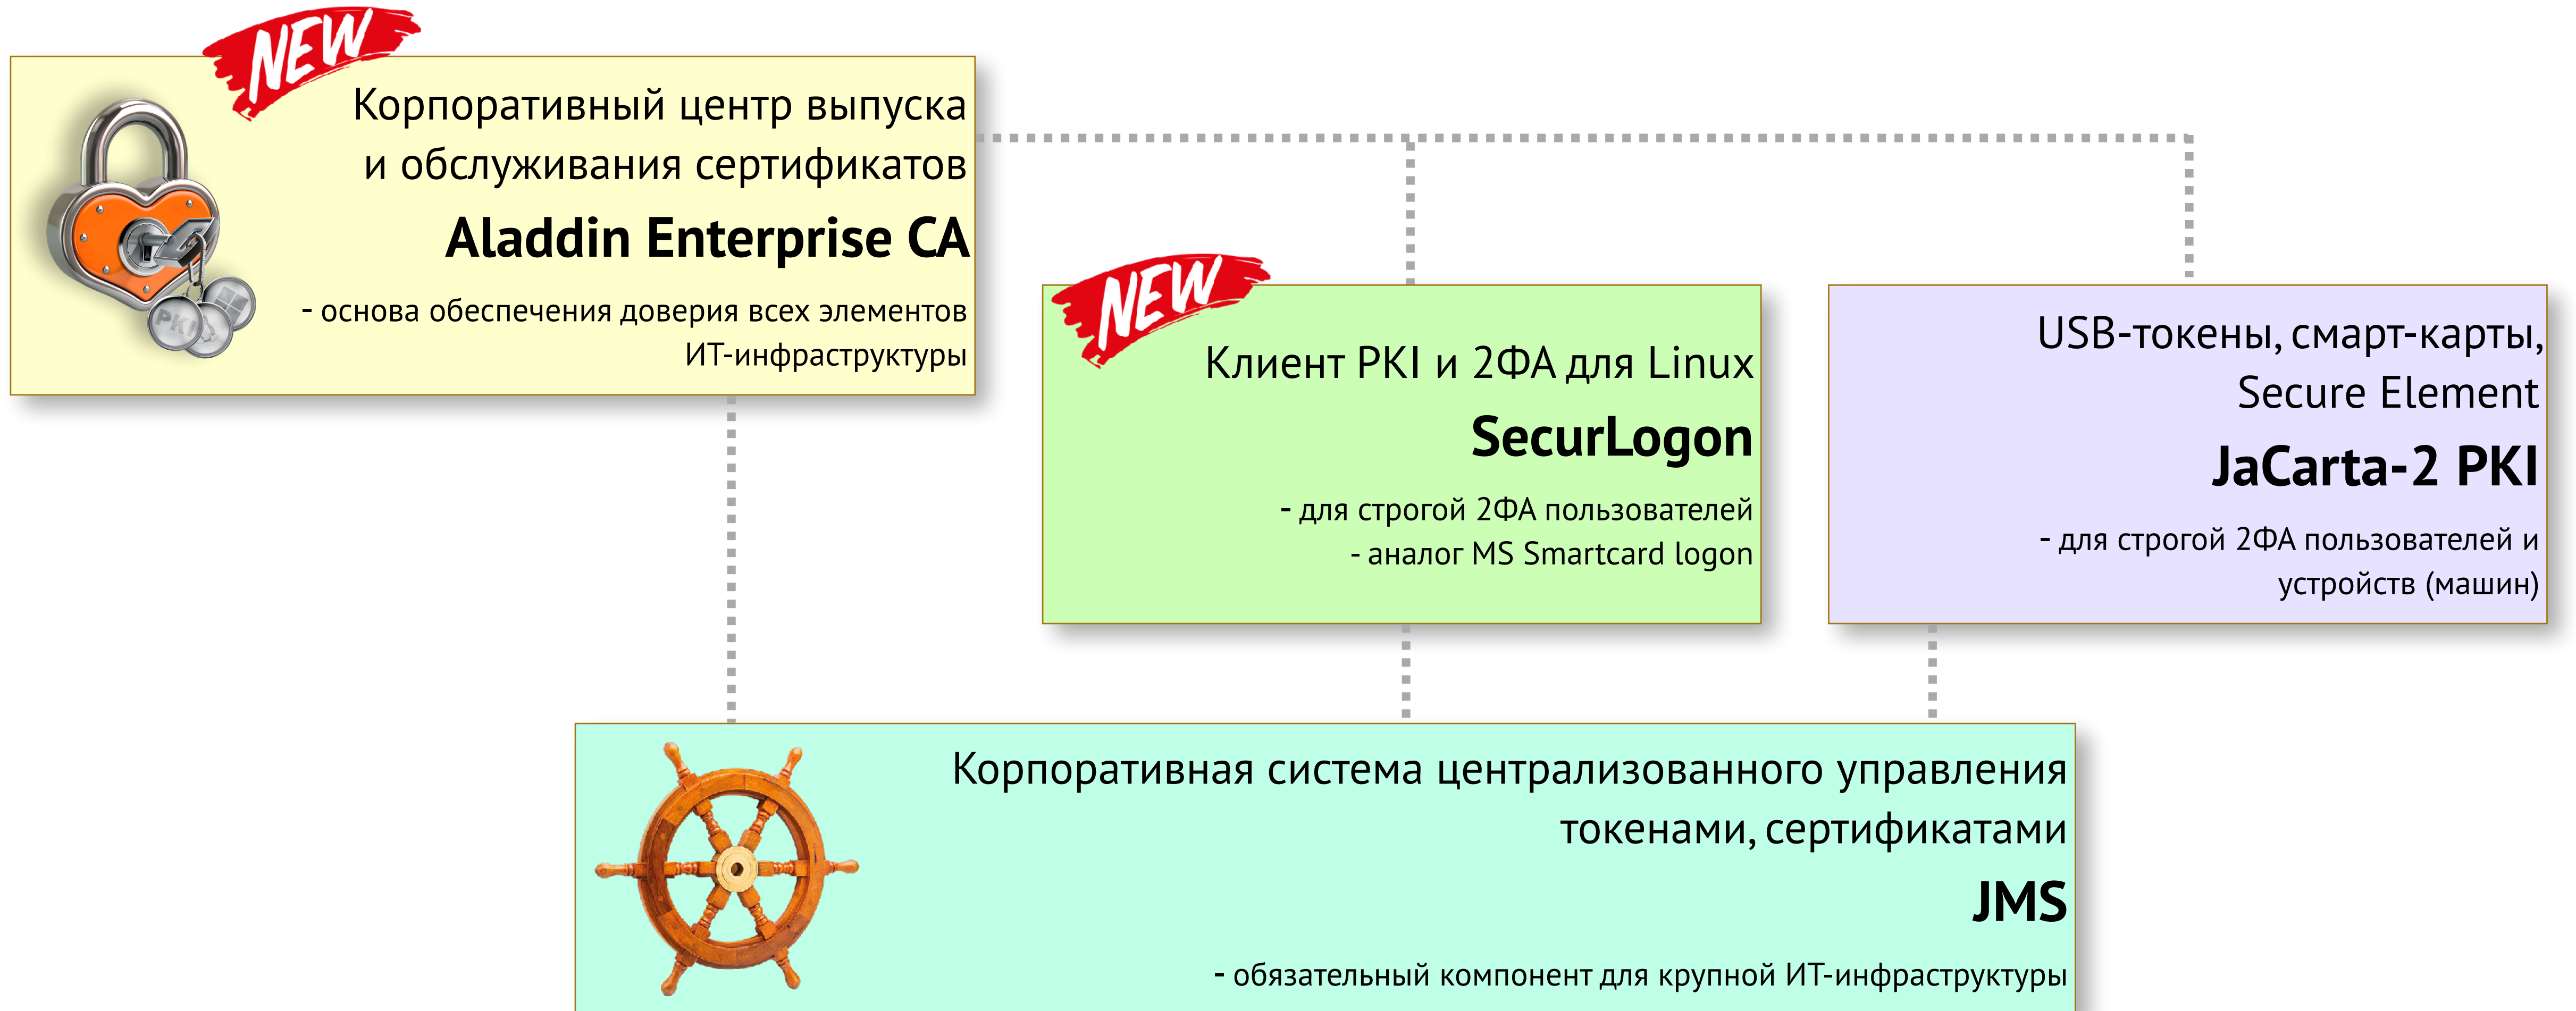 NEW
Корпоративный центр выпуска
и обслуживания сертификатов
Aladdin Enterprise CA
- основа обеспечения доверия всех элементов
ИТ-инфраструктуры
PKI
NEW
Клиент PKI и 2ФА для Linux
SecurLogon
- для строгой 2ФА пользователей
- аналог MS Smartcard logon
USB-токены, смарт-карты,
Secure Element
JaCarta-2 PKI
- для строгой 2ФА пользователей и
устройств (машин)
Корпоративная система централизованного управления
токенами, сертификатами
JMS
- обязательный компонент для крупной ИТ-инфраструктуры